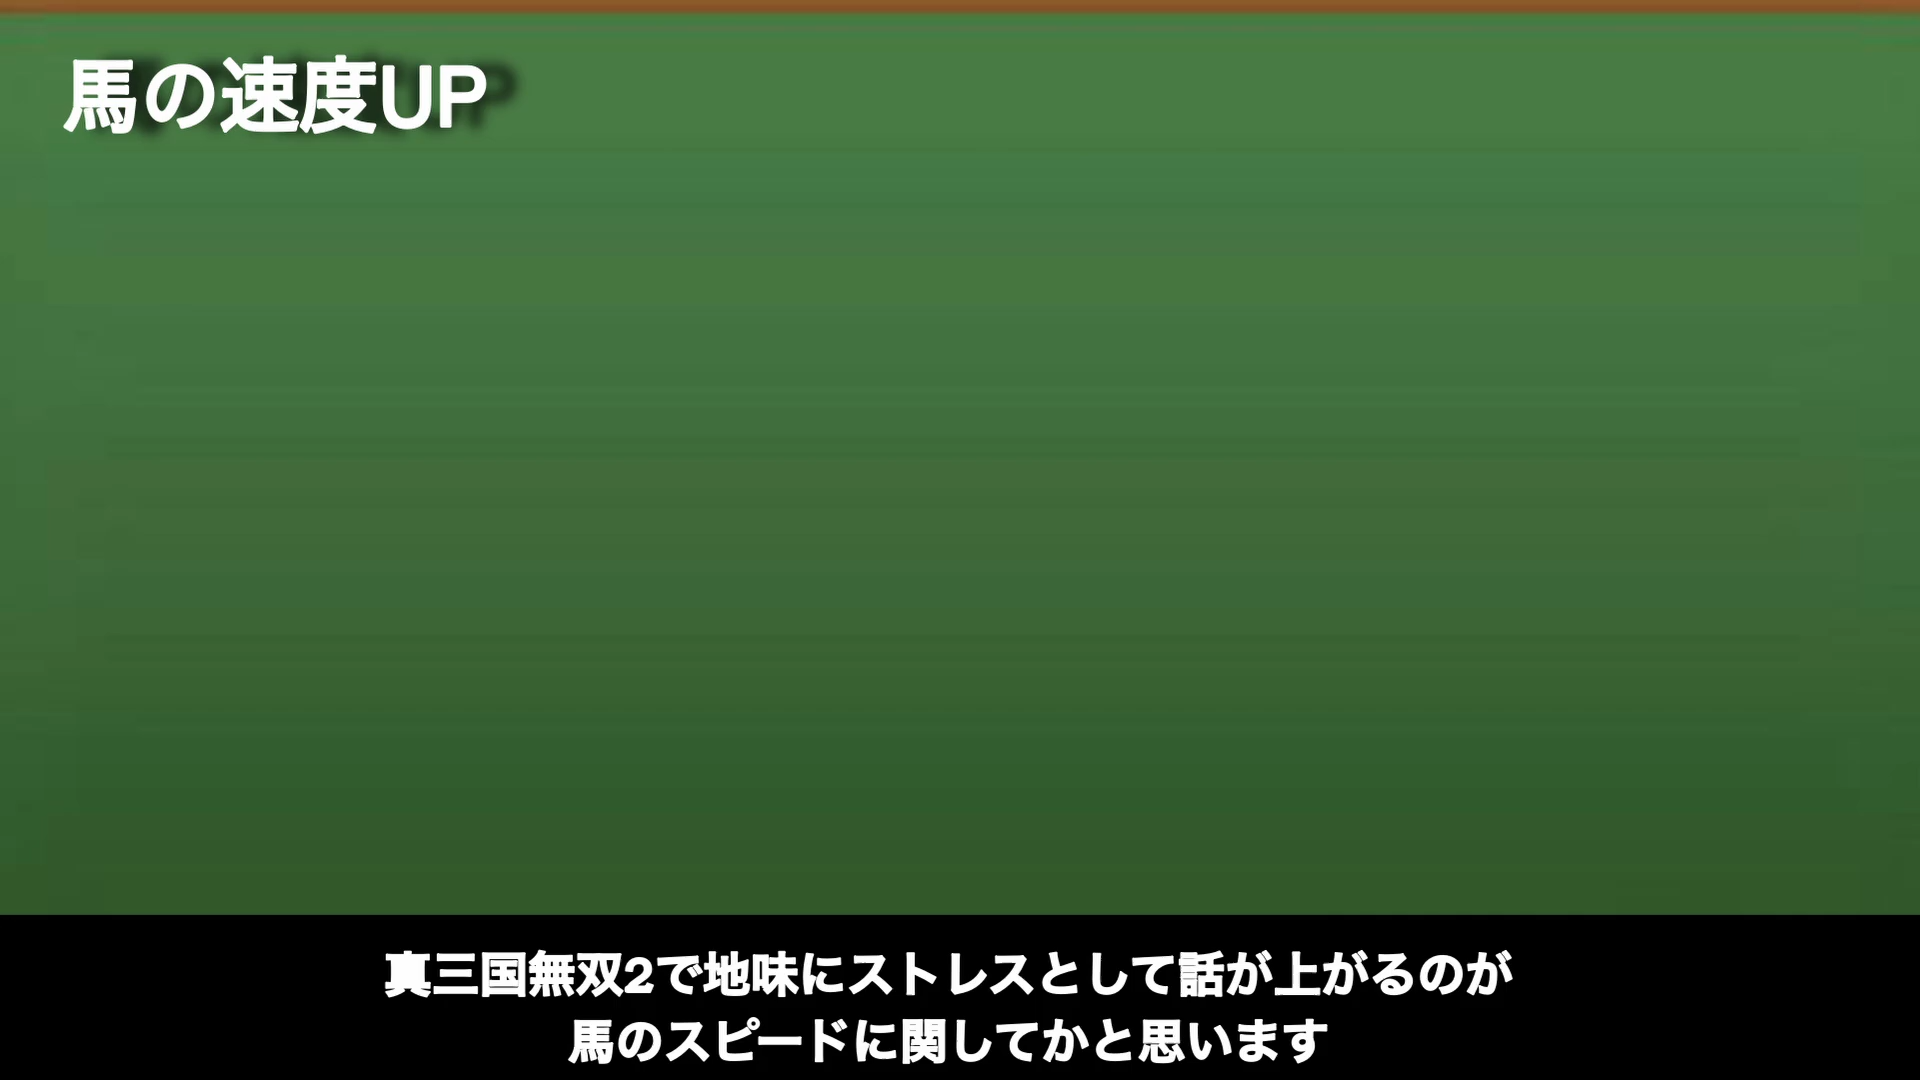 馬の速度UP
真三国無双2で地味にストレスとして話が上がるのが
馬のスピードに関してかと思います